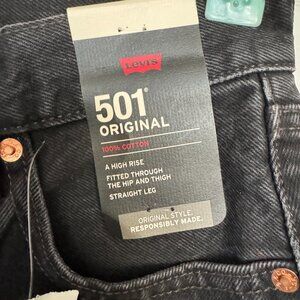 Levi's
501®
ORIGINAL
100% COTTON
A HIGH RISE
FITTED THROUGH
THE HIP AND THIGH
STRAIGHT LEG
ORIGINAL STYLE.
RESPONSIBLY MADE.